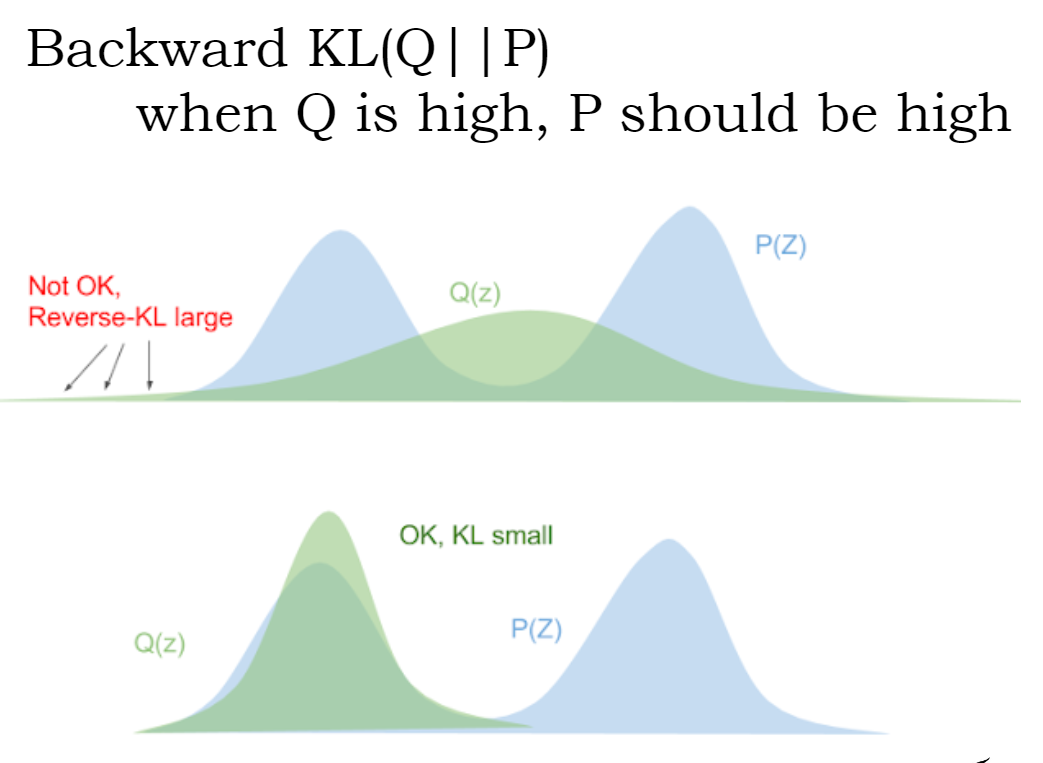 Backward KL(Q||P)
when Q is high, P should be high
P(Z)
Not OK,
Reverse-KL large
Q(z)
OK, KL small
Q(z)
P(Z)